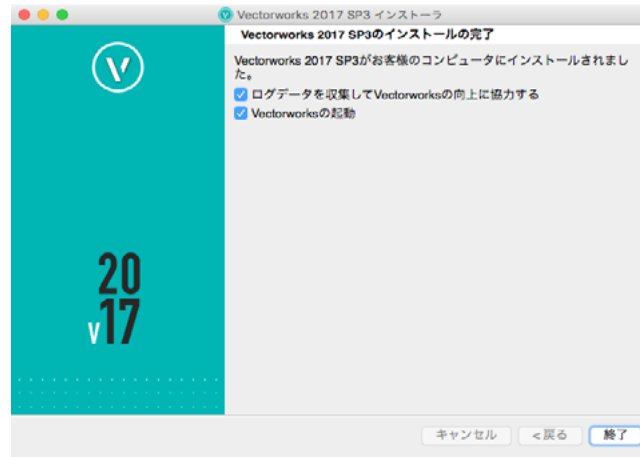 Vectorworks 2017 SP3 インストーラ
Vectorworks 2017 SP3のインストールの完了
Vectorworks 2017 SP3がお客様のコンピュータにインストールされまし
た。
ログデータを収集してVectorworksの向上に協力する
Vectorworksの起動
V
20
v17
キャンセル
<戻る
終了